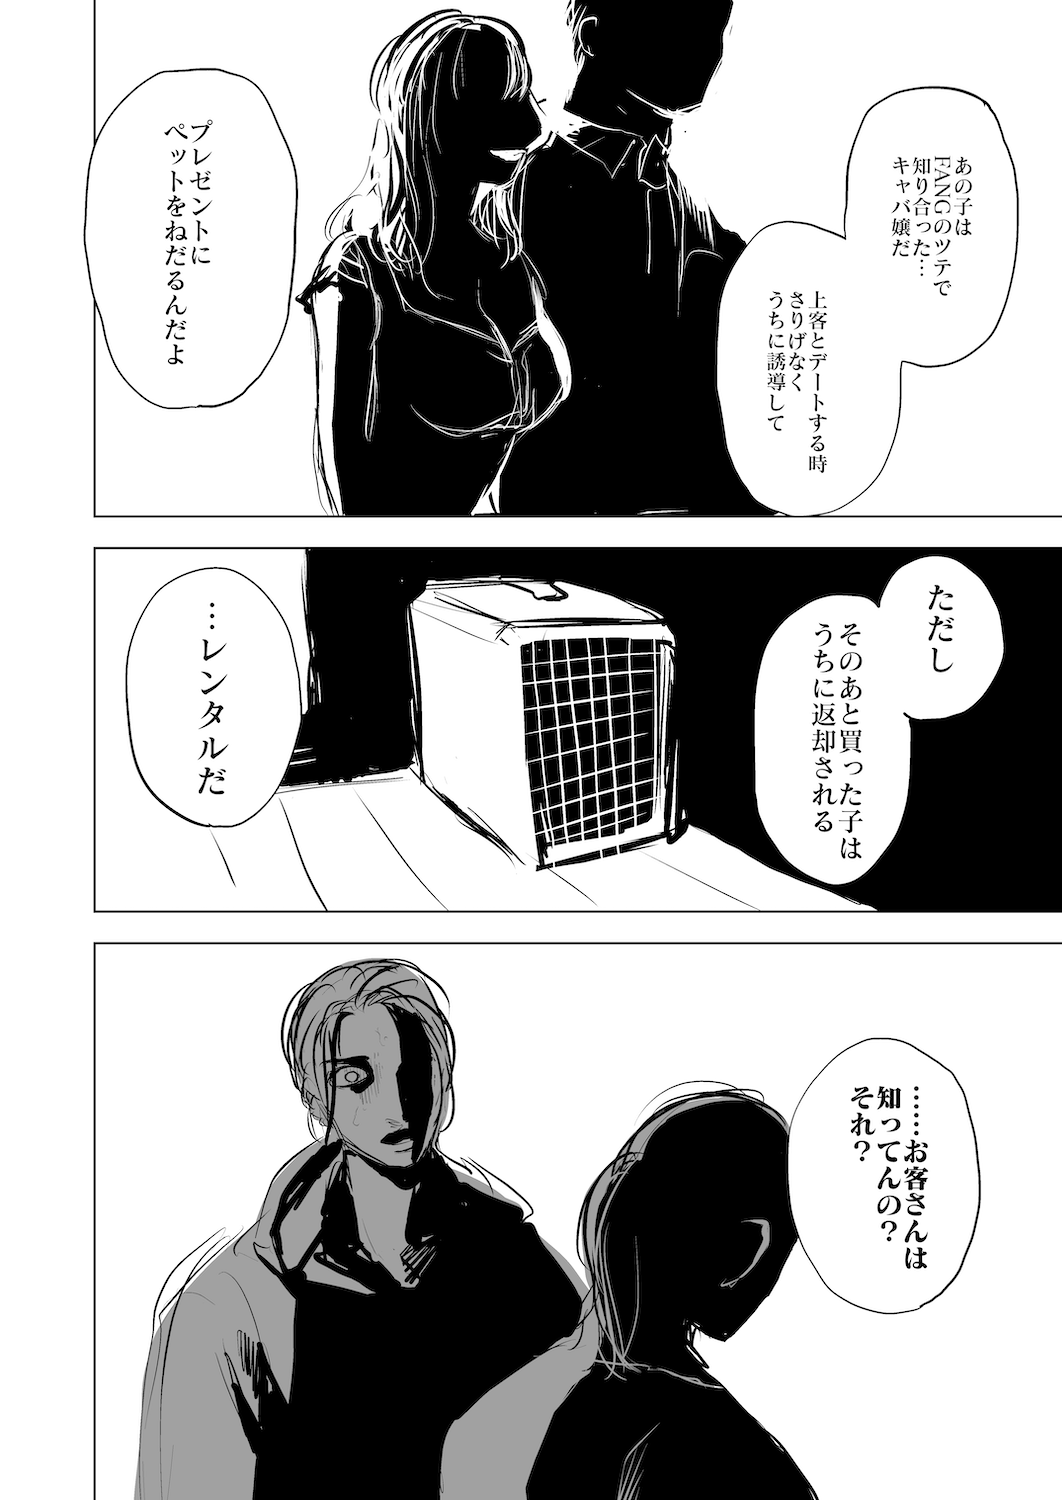 あの子は
FANGのツテで
知り合った…
キャバ嬢だ
上客とデートする時
さりげなく
うちに誘導して
プレゼントに
ペットをねだるんだよ
ただし
そのあと買った子は
うちに返却される
…レンタルだ
……お客さんは
知ってんの?
それ?